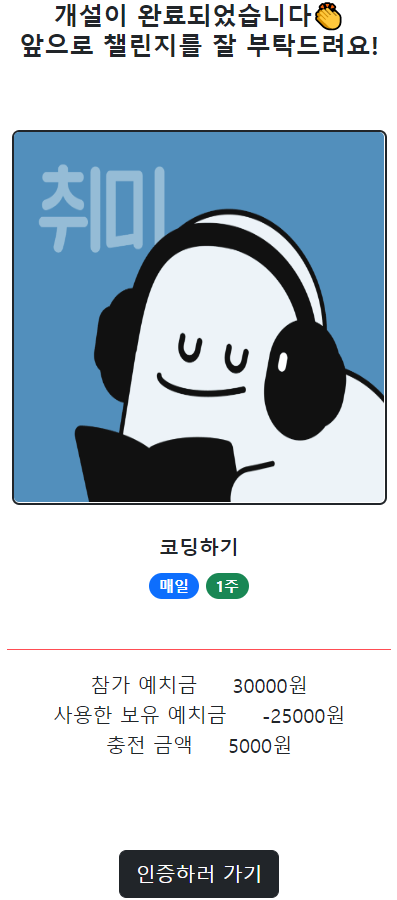 개설이 완료되었습니다👏
앞으로 챌린지를 잘 부탁드려요!
취미
코딩하기
매일 1주
참가 예치금 30000원
사용한 보유 예치금 -25000원
충전 금액 5000원
인증하러 가기